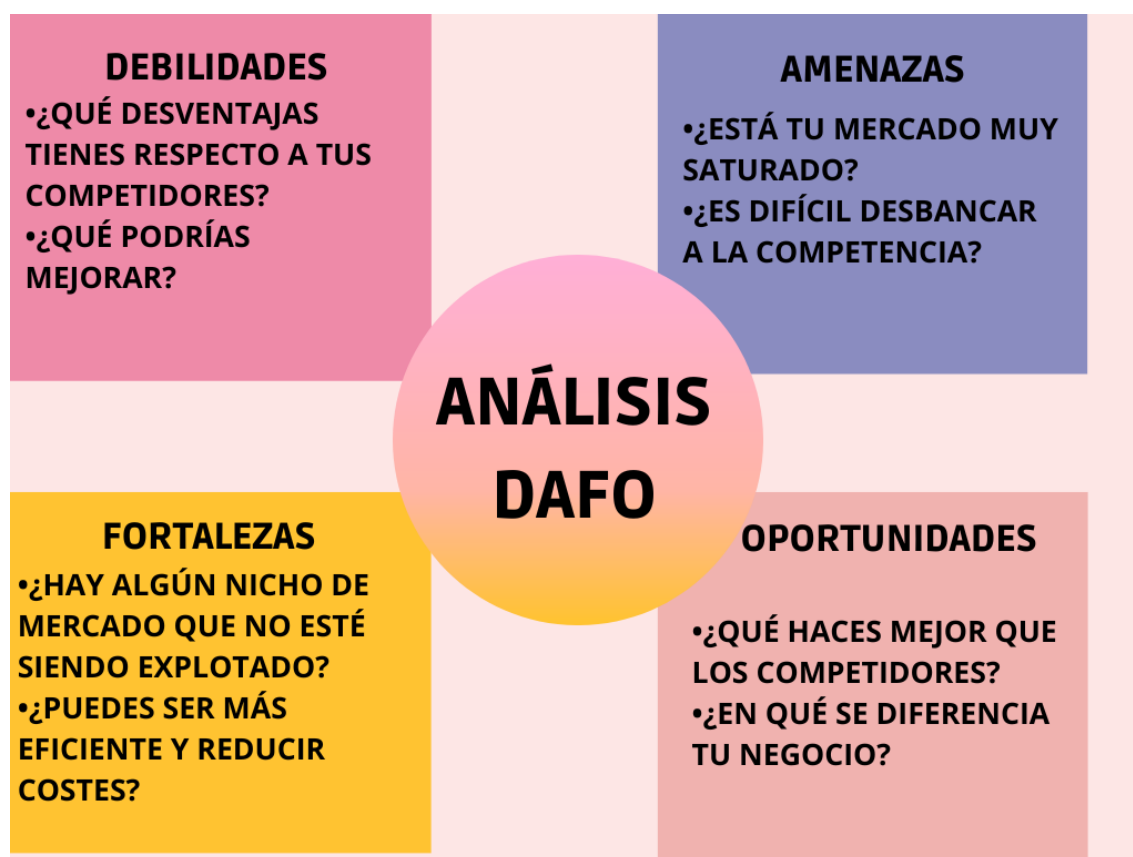 DEBILIDADES
•¿QUÉ DESVENTAJAS
TIENES RESPECTO A TUS
COMPETIDORES?
•¿QUÉ PODRÍAS
MEJORAR?
AMENAZAS
•¿ESTÁ TU MERCADO MUY
SATURADO?
•¿ES DIFÍCIL DESBANCAR
A LA COMPETENCIA?
ANÁLISIS
DAFO
FORTALEZAS
•¿HAY ALGÚN NICHO DE
MERCADO QUE NO ESTÉ
SIENDO EXPLOTADO?
•¿PUEDES SER MÁS
EFICIENTE Y REDUCIR
COSTES?
OPORTUNIDADES
•¿QUÉ HACES MEJOR QUE
LOS COMPETIDORES?
•¿EN QUÉ SE DIFERENCIA
TU NEGOCIO?